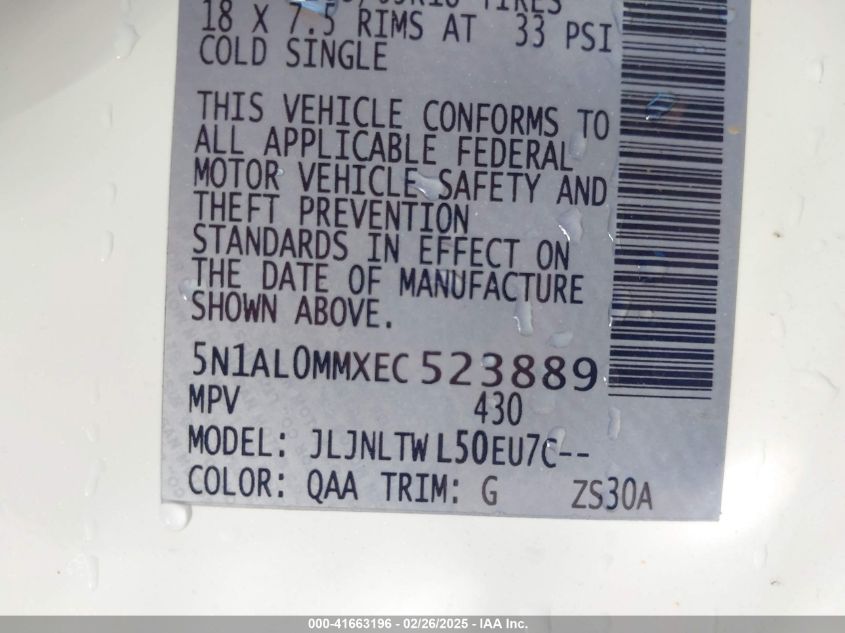 TIRES
18 X 7.5 RIMS AT 33 PSI
COLD SINGLE
THIS VEHICLE CONFORMS TO
ALL APPLICABLE FEDERAL
MOTOR VEHICLE SAFETY AND
THEFT PREVENTION
STANDARDS IN EFFECT ON
THE DATE OF MANUFACTURE
SHOWN ABOVE.
5N1AL0MMXEC523889
MPV 430
MODEL: JLJNLTWL50EU7C--
COLOR: QAA TRIM: G ZS30A
000-41663196 - 02/26/2025 - IAA Inc.